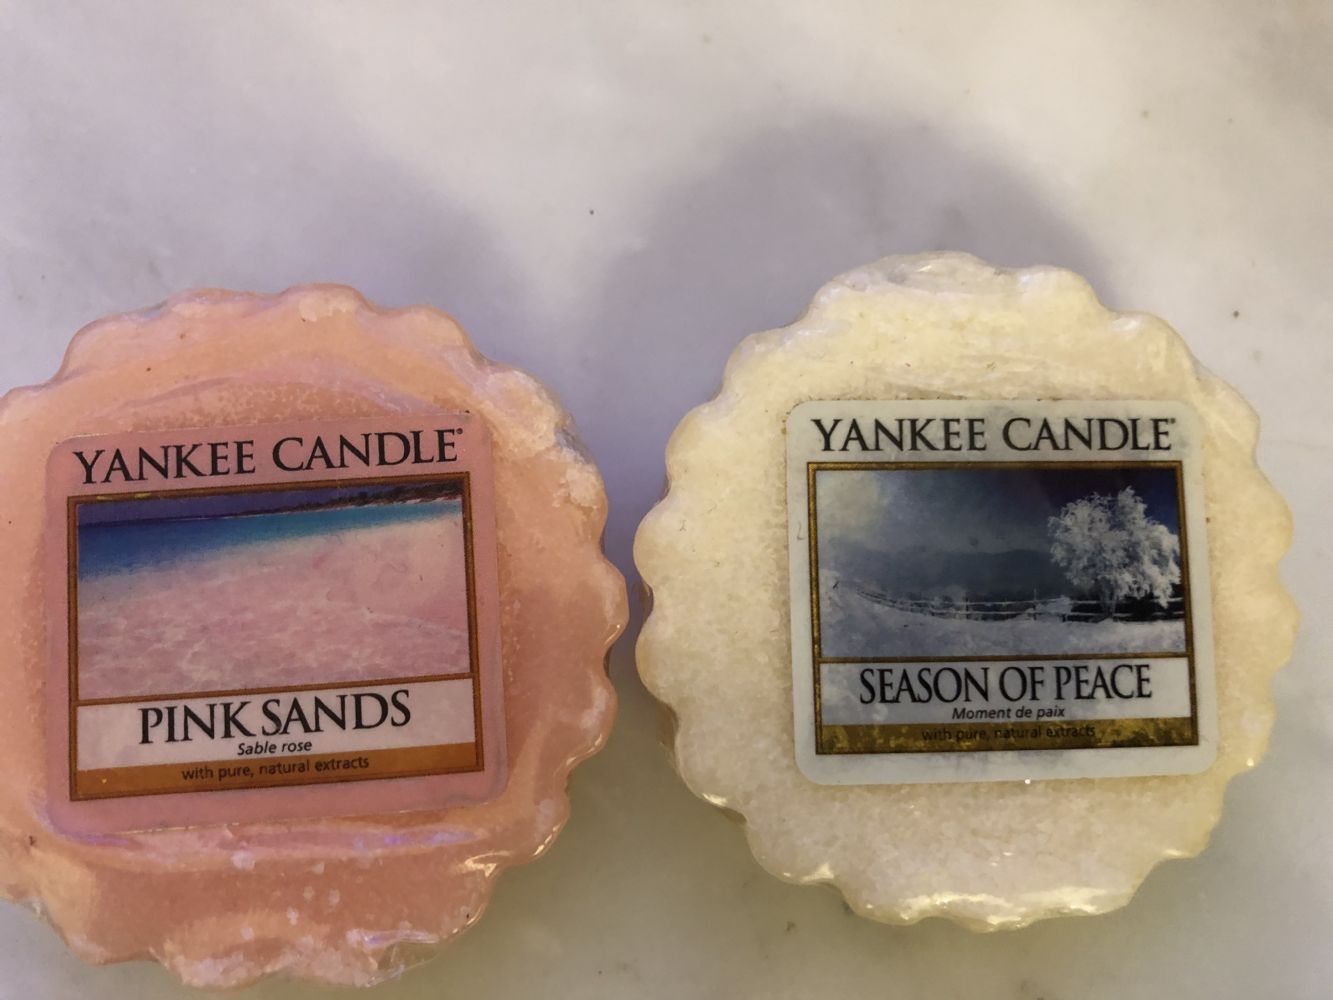 YANKEE CANDLE®
PINK SANDS
Sable rose
with pure, natural extracts
YANKEE CANDLE®
SEASON OF PEACE
Moment de paix
with pure, natural extracts